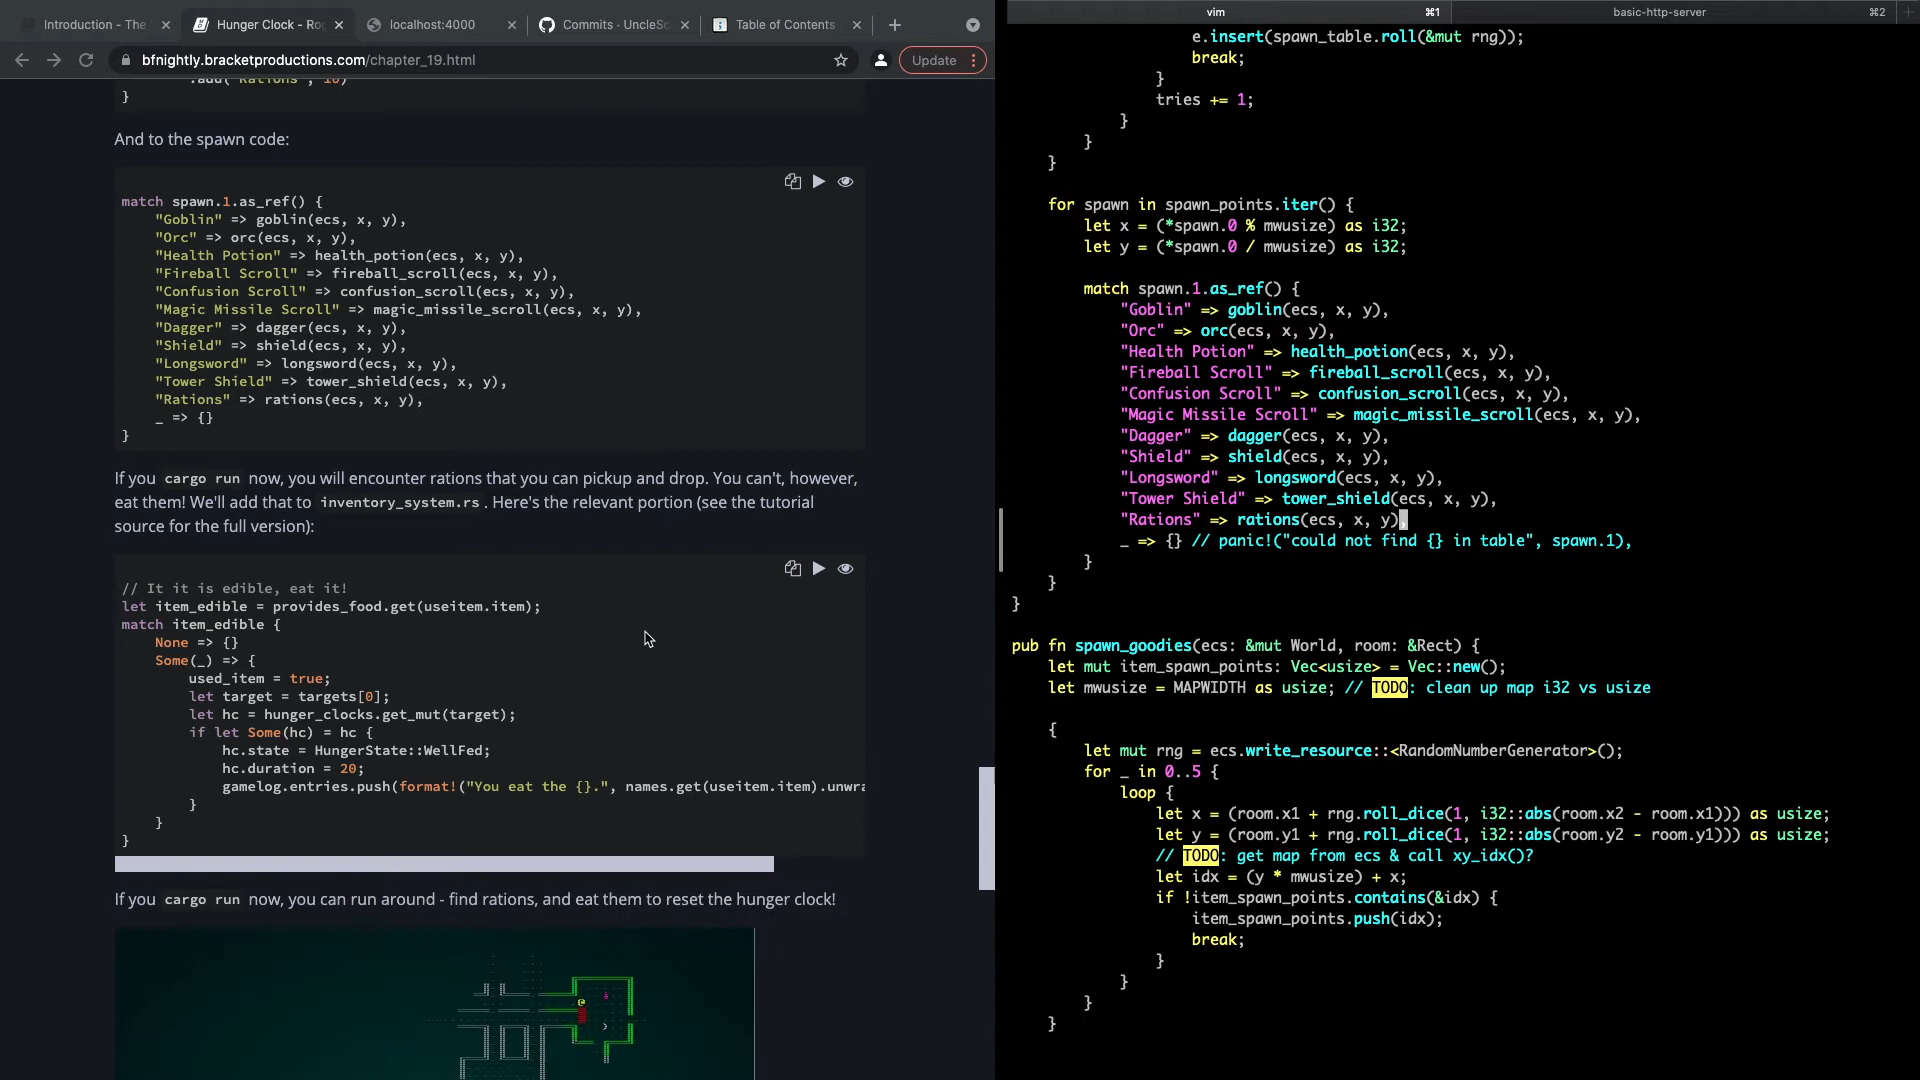 Introduction - The
Hunger Clock - Ro
localhost:4000
Commits · UncleSc
Table of Contents
bfnightly.bracketproductions.com/chapter_19.html
Update
.add("Rations", 10)
}
And to the spawn code:
match spawn.1.as_ref() {
"Goblin" => goblin(ecs, x, y),
"Orc" => orc(ecs, x, y),
"Health Potion" => health_potion(ecs, x, y),
"Fireball Scroll" => fireball_scroll(ecs, x, y),
"Confusion Scroll" => confusion_scroll(ecs, x, y),
"Magic Missile Scroll" => magic_missile_scroll(ecs, x, y),
"Dagger" => dagger(ecs, x, y),
"Shield" => shield(ecs, x, y),
"Longsword" => longsword(ecs, x, y),
"Tower Shield" => tower_shield(ecs, x, y),
"Rations" => rations(ecs, x, y),
_ => {}
}
If you cargo run now, you will encounter rations that you can pickup and drop. You can't, however,
eat them! We'll add that to inventory_system.rs . Here's the relevant portion (see the tutorial
source for the full version):
// It it is edible, eat it!
let item_edible = provides_food.get(useitem.item);
match item_edible {
None => {}
Some(_) => {
used_item = true;
let target = targets[0];
let hc = hunger_clocks.get_mut(target);
if let Some(hc) = hc {
hc.state = HungerState::WellFed;
hc.duration = 20;
gamelog.entries.push(format!("You eat the {}.", names.get(useitem.item).unwra
}
}
}
If you cargo run now, you can run around - find rations, and eat them to reset the hunger clock!
vim ⌘1 basic-http-server ⌘2
e.insert(spawn_table.roll(&mut rng));
break;
}
tries += 1;
}
}
}
for spawn in spawn_points.iter() {
let x = (*spawn.0 % mwusize) as i32;
let y = (*spawn.0 / mwusize) as i32;
match spawn.1.as_ref() {
"Goblin" => goblin(ecs, x, y),
"Orc" => orc(ecs, x, y),
"Health Potion" => health_potion(ecs, x, y),
"Fireball Scroll" => fireball_scroll(ecs, x, y),
"Confusion Scroll" => confusion_scroll(ecs, x, y),
"Magic Missile Scroll" => magic_missile_scroll(ecs, x, y),
"Dagger" => dagger(ecs, x, y),
"Shield" => shield(ecs, x, y),
"Longsword" => longsword(ecs, x, y),
"Tower Shield" => tower_shield(ecs, x, y),
"Rations" => rations(ecs, x, y),
_ => {} // panic!("could not find {} in table", spawn.1),
}
}
}
pub fn spawn_goodies(ecs: &mut World, room: &Rect) {
let mut item_spawn_points: Vec<usize> = Vec::new();
let mwusize = MAPWIDTH as usize; // TODO: clean up map i32 vs usize
{
let mut rng = ecs.write_resource::<RandomNumberGenerator>();
for _ in 0..5 {
loop {
let x = (room.x1 + rng.roll_dice(1, i32::abs(room.x2 - room.x1))) as usize;
let y = (room.y1 + rng.roll_dice(1, i32::abs(room.y2 - room.y1))) as usize;
// TODO: get map from ecs & call xy_idx()?
let idx = (y * mwusize) + x;
if !item_spawn_points.contains(&idx) {
item_spawn_points.push(idx);
break;
}
}
}
}